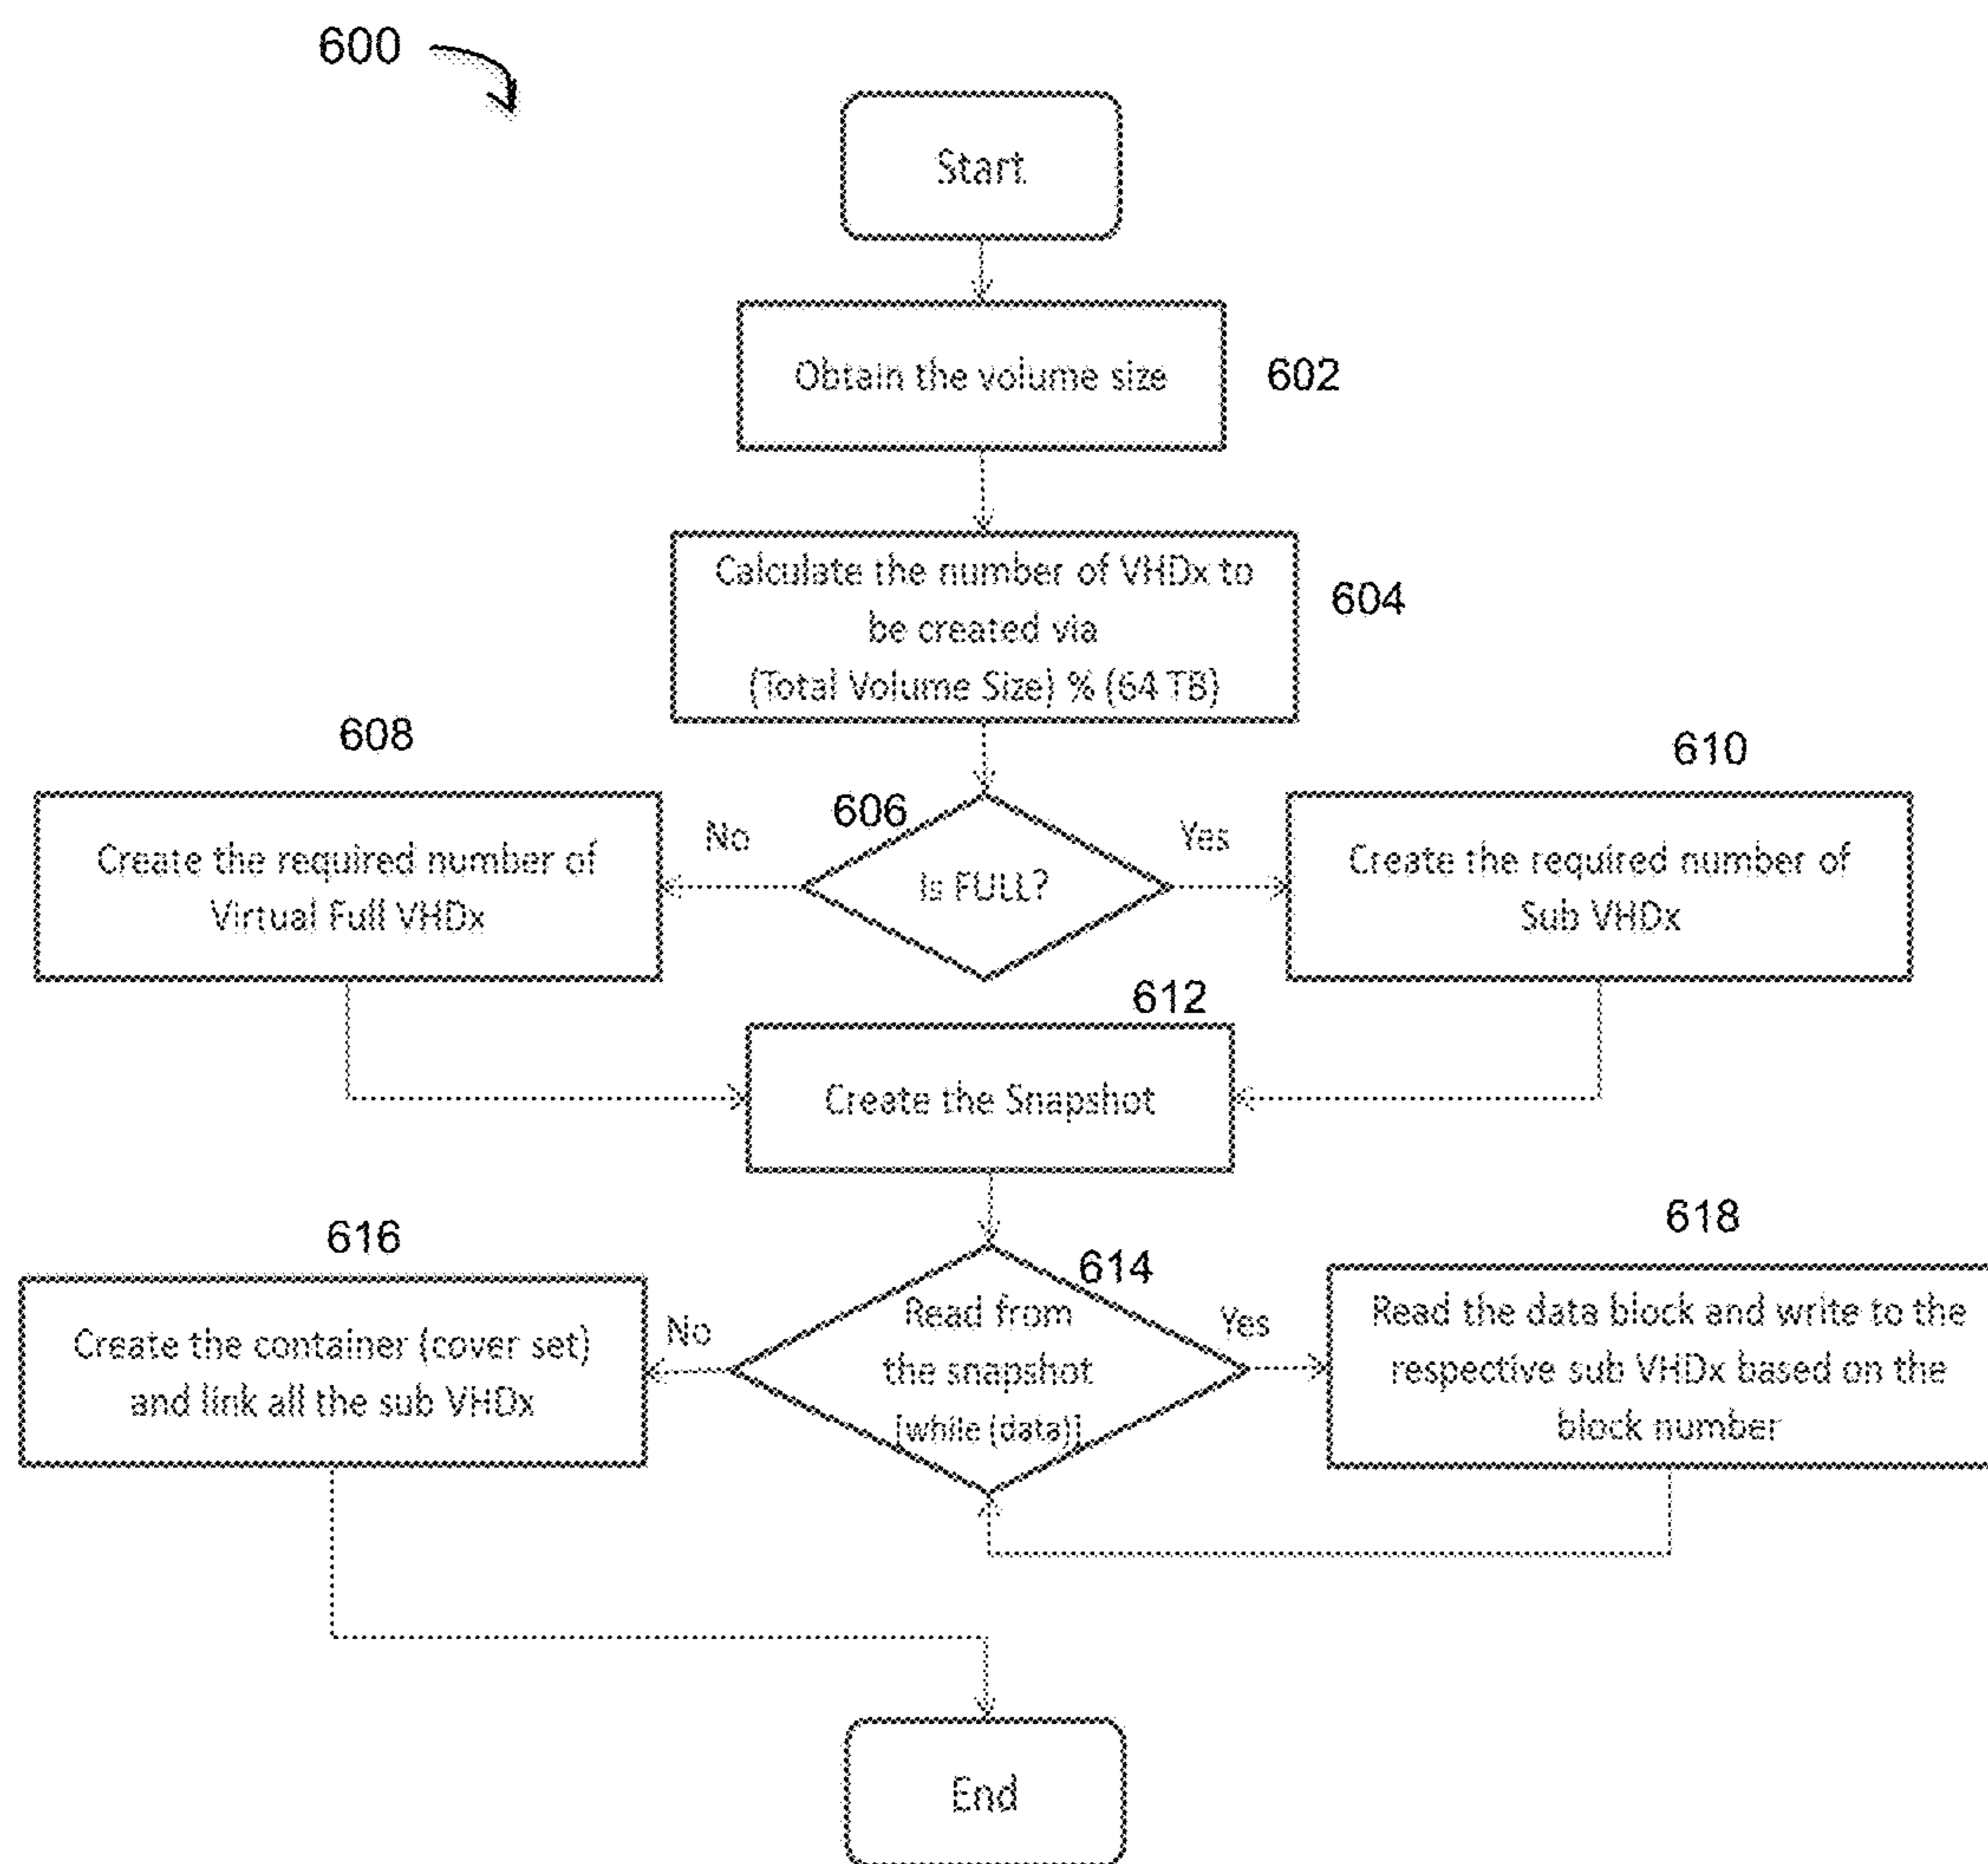 600
Start
Obtain the volume size
602
Calculate the number of VHDx to
be created via
(Total Volume Size) % (64 TB)
604
608
Create the required number of
Virtual Full VHDx
No
606
Is FULL?
Yes
610
Create the required number of
Sub VHDx
612
Create the Snapshot
616
Create the container (cover set)
and link all the sub VHDx
No
614
Read from
the snapshot
[while (data)]
Yes
618
Read the data block and write to the
respective sub VHDx based on the
block number
End